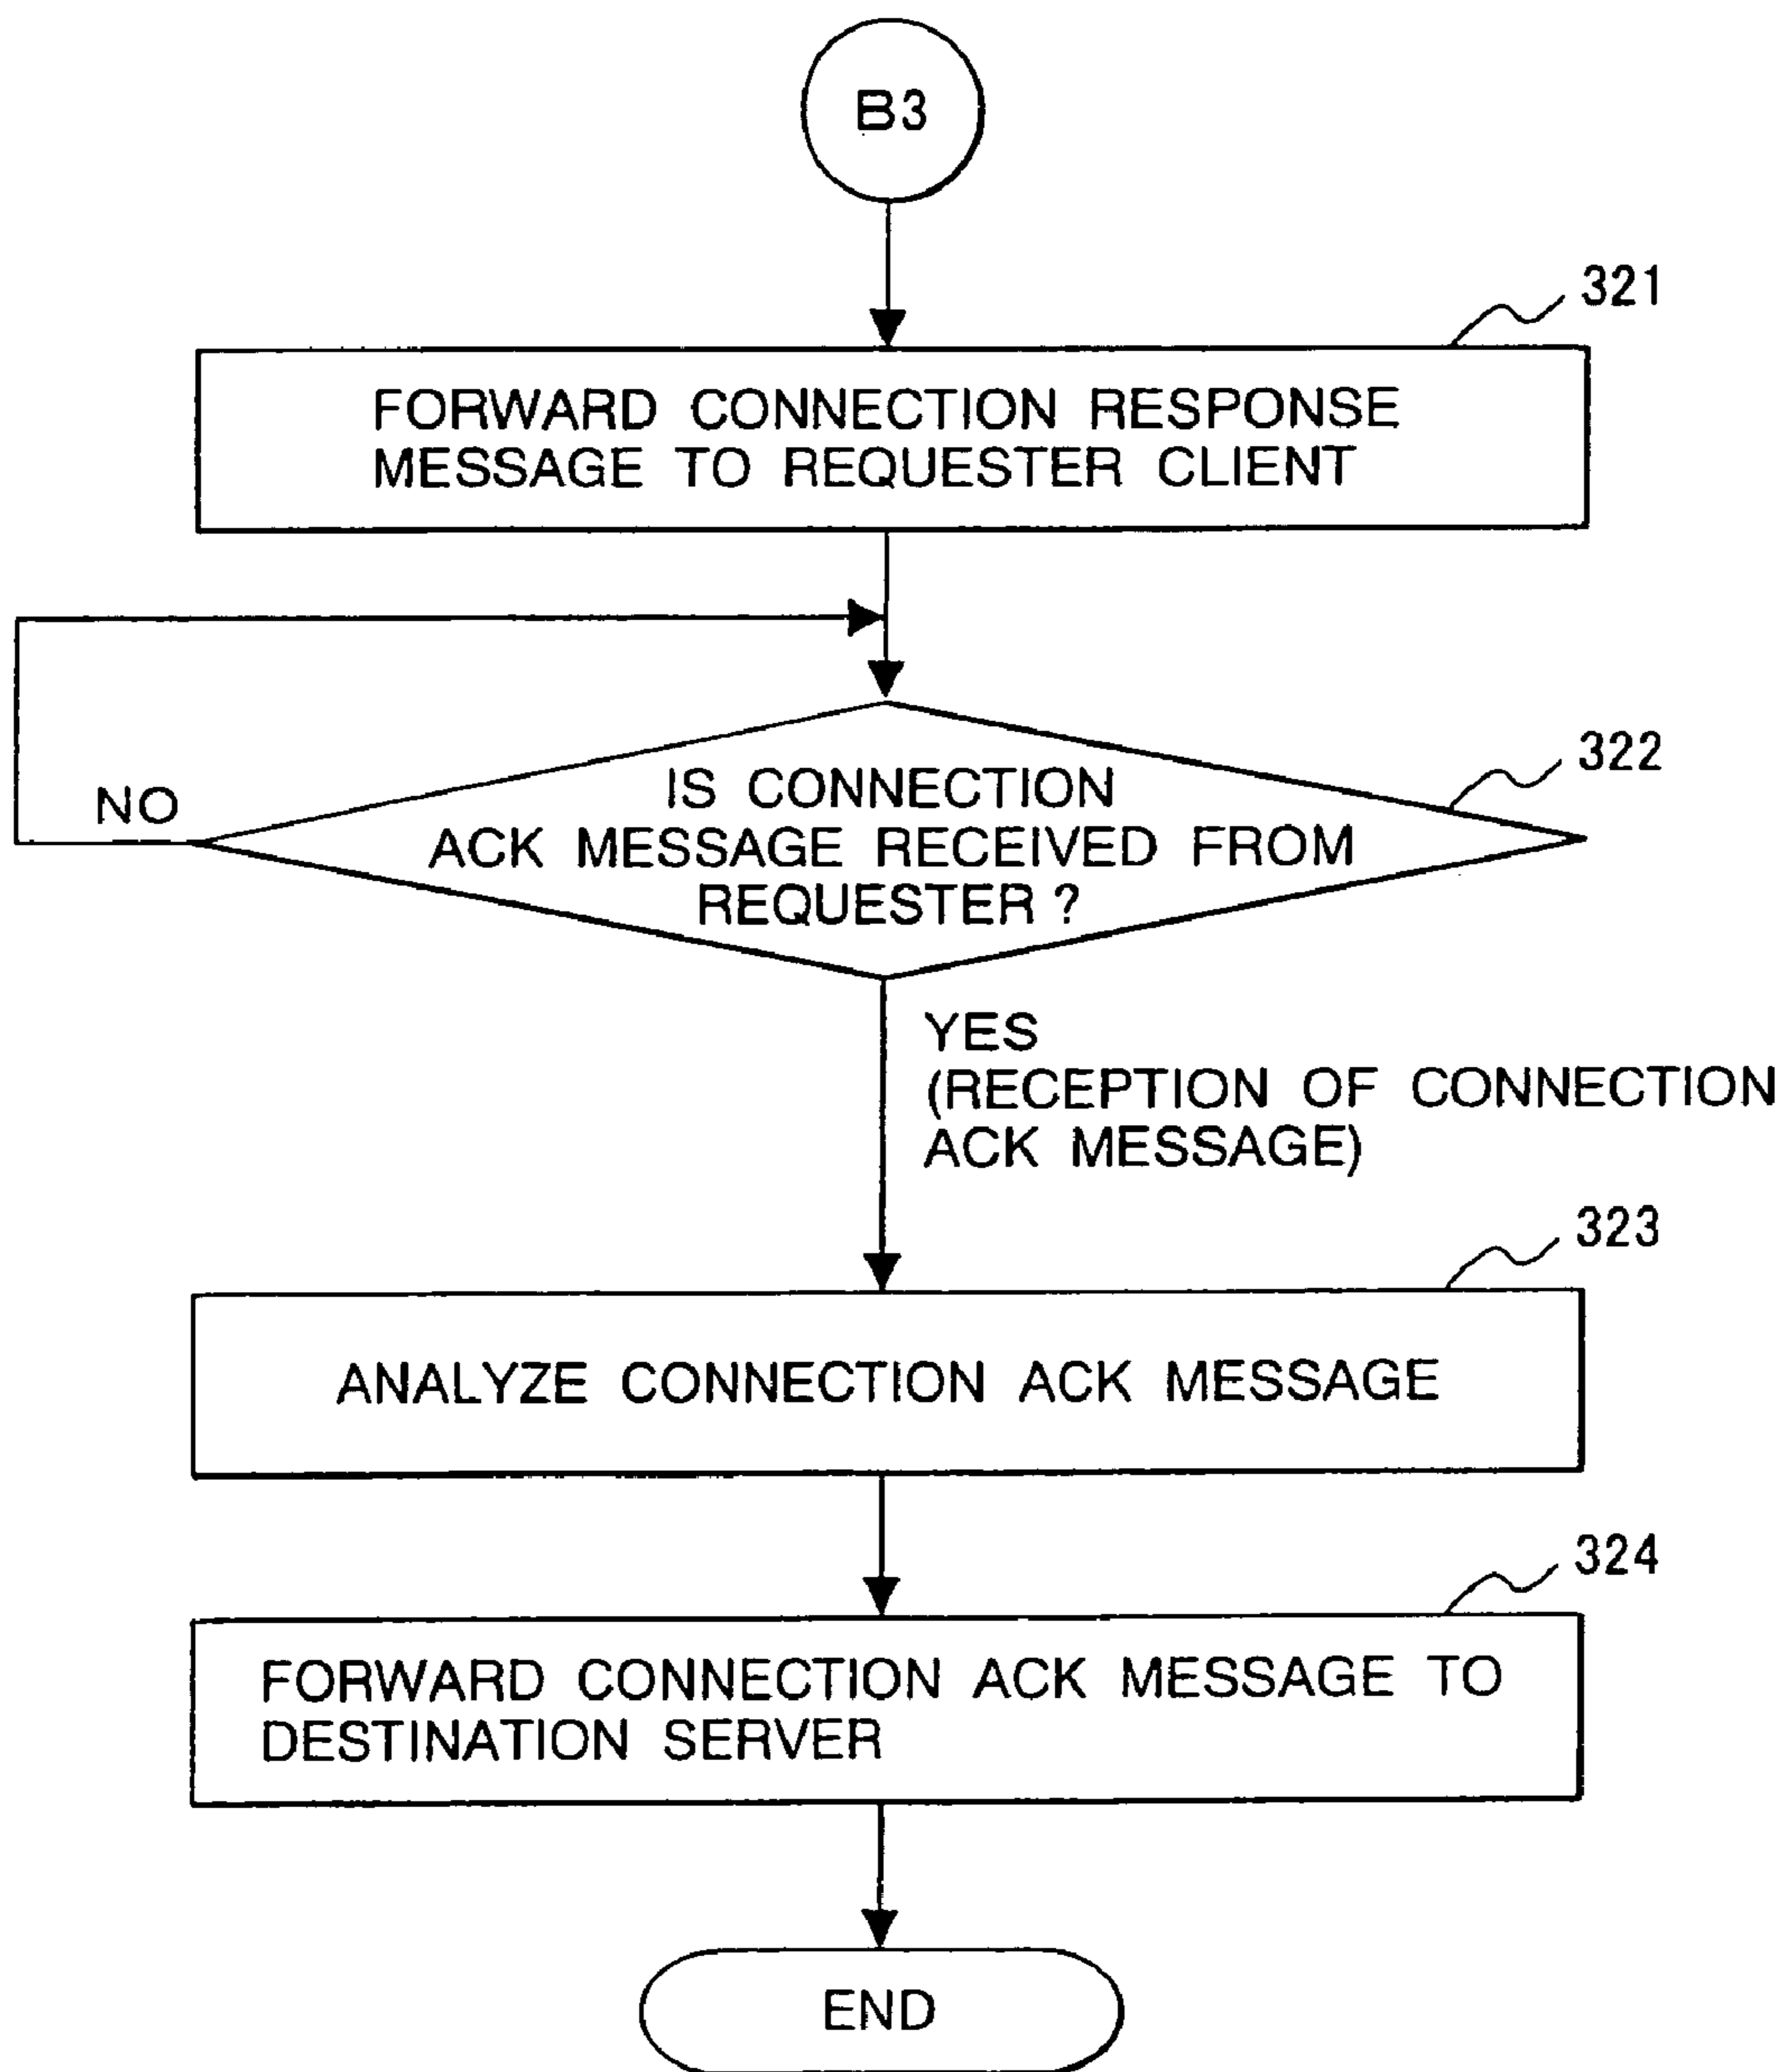 B3
321
FORWARD CONNECTION RESPONSE
MESSAGE TO REQUESTER CLIENT
322
NO
IS CONNECTION
ACK MESSAGE RECEIVED FROM
REQUESTER ?
YES
(RECEPTION OF CONNECTION
ACK MESSAGE)
323
ANALYZE CONNECTION ACK MESSAGE
324
FORWARD CONNECTION ACK MESSAGE TO
DESTINATION SERVER
END